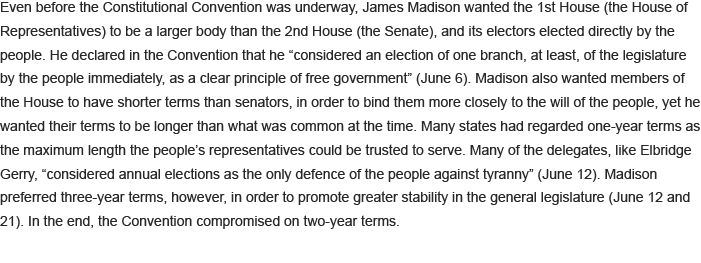 Even before the Constitutional Convention was underway, James Madison wanted the 1st House (the House of
Representatives) to be a larger body than the 2nd House (the Senate), and its electors elected directly by the
people. He declared in the Convention that he “considered an election of one branch, at least, of the legislature
by the people immediately, as a clear principle of free government” (June 6). Madison also wanted members of
the House to have shorter terms than senators, in order to bind them more closely to the will of the people, yet he
wanted their terms to be longer than what was common at the time. Many states had regarded one-year terms as
the maximum length the people’s representatives could be trusted to serve. Many of the delegates, like Elbridge
Gerry, “considered annual elections as the only defence of the people against tyranny” (June 12). Madison
preferred three-year terms, however, in order to promote greater stability in the general legislature (June 12 and
21). In the end, the Convention compromised on two-year terms.